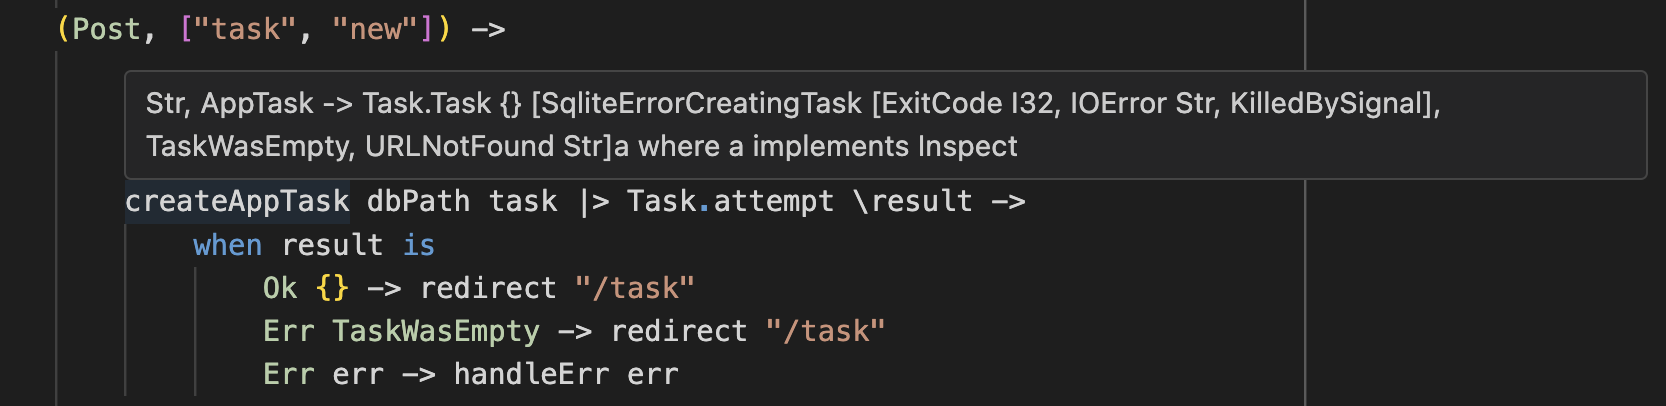 (Post, ["task", "new"]) ->
Str, AppTask -> Task.Task {} [SqliteErrorCreatingTask [ExitCode I32, IOError Str, KilledBySignal],
TaskWasEmpty, URLNotFound Str]a where a implements Inspect
createAppTask dbPath task |> Task.attempt \result ->
when result is
Ok {} -> redirect "/task"
Err TaskWasEmpty -> redirect "/task"
Err err -> handleErr err